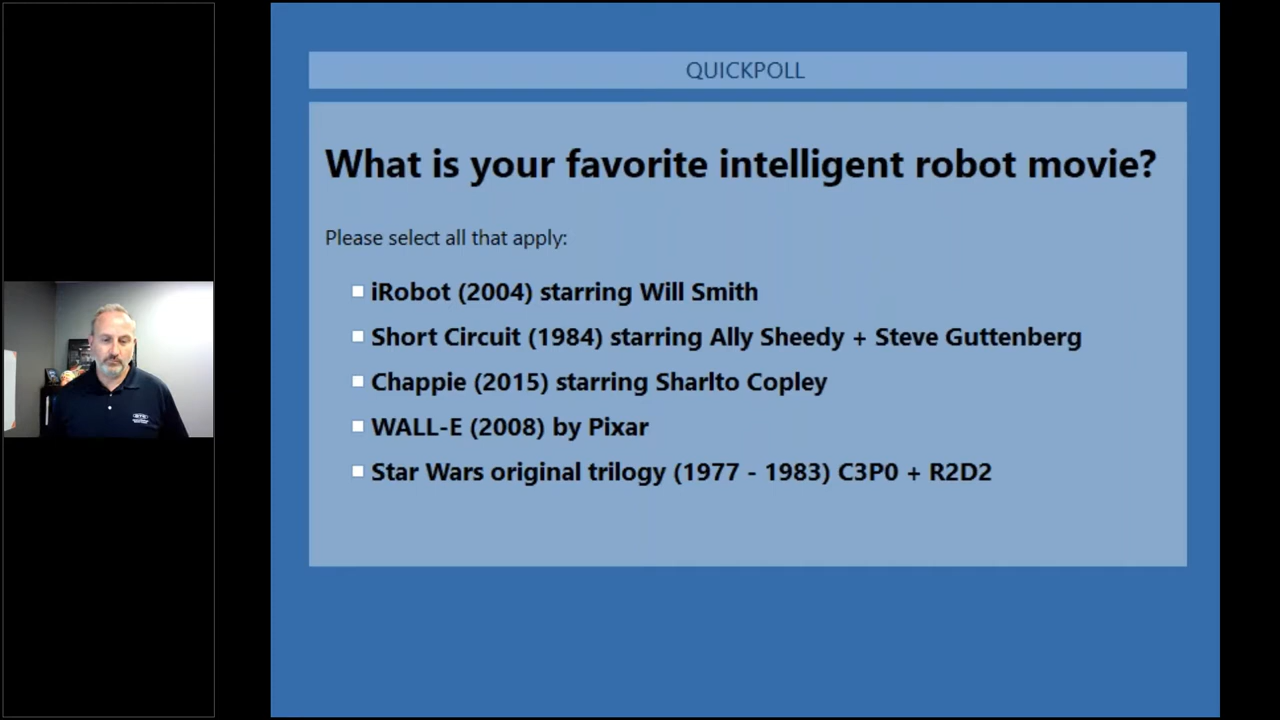 QUICKPOLL
What is your favorite intelligent robot movie?
Please select all that apply:
iRobot (2004) starring Will Smith
Short Circuit (1984) starring Ally Sheedy + Steve Guttenberg
Chappie (2015) starring Sharlto Copley
WALL-E (2008) by Pixar
Star Wars original trilogy (1977 - 1983) C3P0 + R2D2